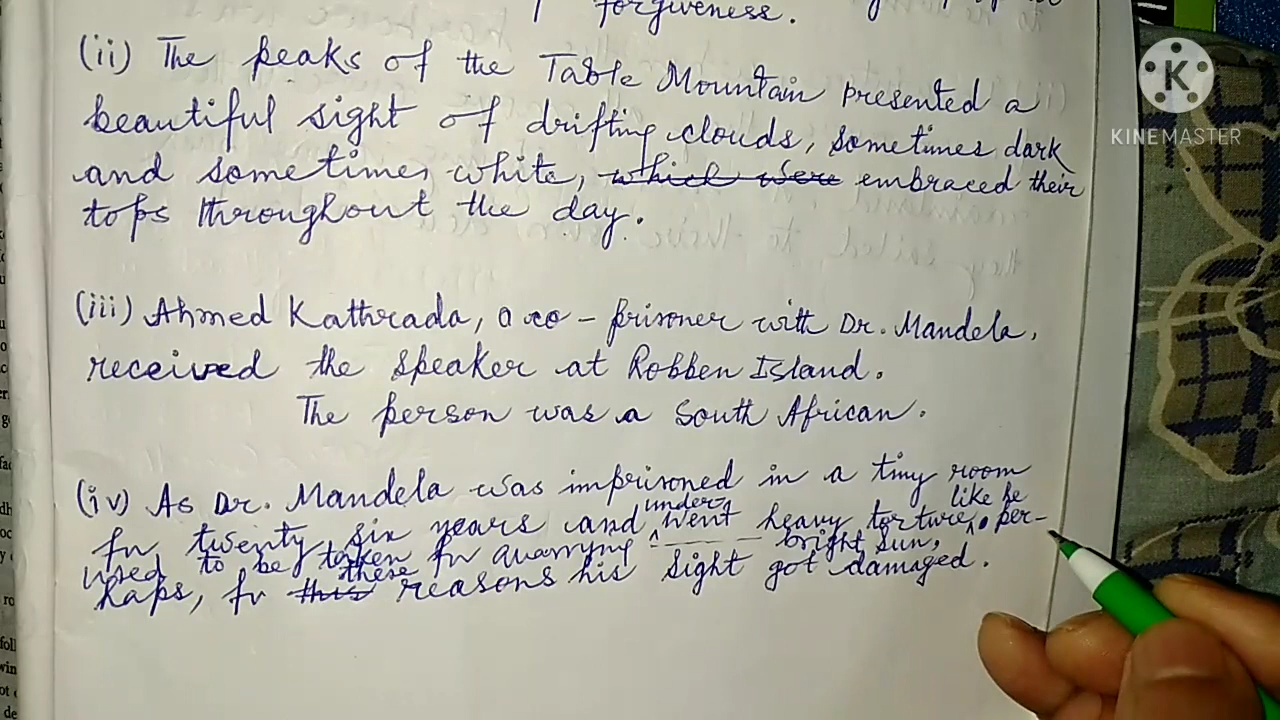 forgiveness.
(ii) The peaks of the Table Mountain presented a
beautiful sight of drifting clouds, sometimes dark
and sometimes white, which were embraced their
tops throughout the day.
(iii) Ahmed Kathrada, a co-prisoner with Dr. Mandela,
received the speaker at Robben Island.
The person was a South African.
(iv) As Dr. Mandela was imprisoned in a tiny room
for twenty six years and under went heavy torture, like he
used to be taken for quarrying bright sun, per-
haps, for this these reasons his sight got damaged.
K
KINEMASTER